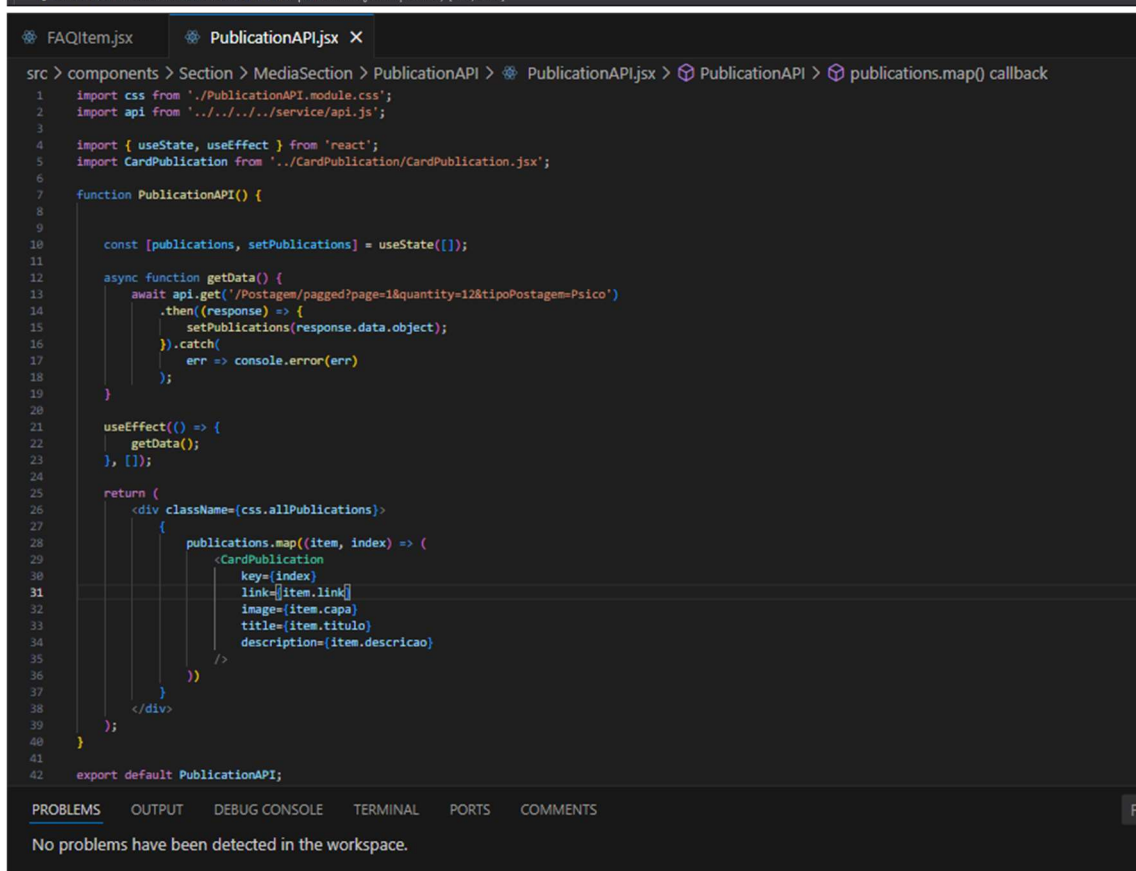 FAQItem.jsx PublicationAPI.jsx
src > components > Section > MediaSection > PublicationAPI > PublicationAPI.jsx > PublicationAPI > publications.map() callback
1 import css from './PublicationAPI.module.css';
2 import api from '../../../../service/api.js';
3
4 import { useState, useEffect } from 'react';
5 import CardPublication from '../CardPublication/CardPublication.jsx';
6
7 function PublicationAPI() {
8
9
10 const [publications, setPublications] = useState([]);
11
12 async function getData() {
13 await api.get('/Postagem/pagged?page=1&quantity=12&tipoPostagem=Psico')
14 .then((response) => {
15 setPublications(response.data.object);
16 }).catch(
17 err => console.error(err)
18 );
19 }
20
21 useEffect(() => {
22 getData();
23 }, []);
24
25 return (
26 <div className={css.allPublications}>
27 {
28 publications.map((item, index) => (
29 <CardPublication
30 key={index}
31 link={item.link}
32 image={item.capa}
33 title={item.titulo}
34 description={item.descricao}
35 />
36 ))
37 }
38 </div>
39 );
40 }
41
42 export default PublicationAPI;
PROBLEMS OUTPUT DEBUG CONSOLE TERMINAL PORTS COMMENTS
No problems have been detected in the workspace.